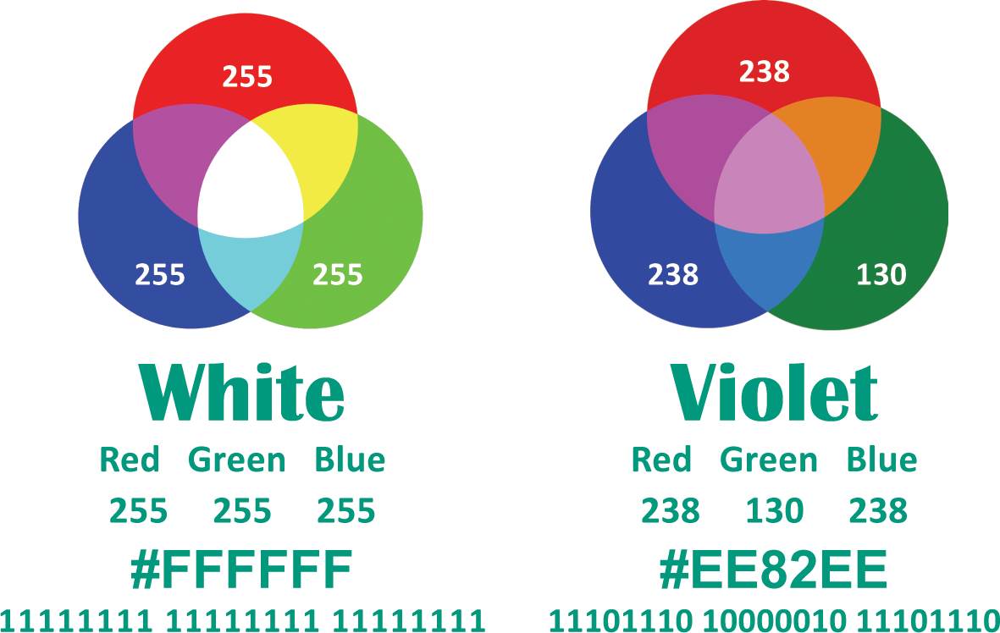 255
255 255
White
Red Green Blue
255 255 255
#FFFFFF
11111111 11111111 11111111
238
238 130
Violet
Red Green Blue
238 130 238
#EE82EE
11101110 10000010 11101110